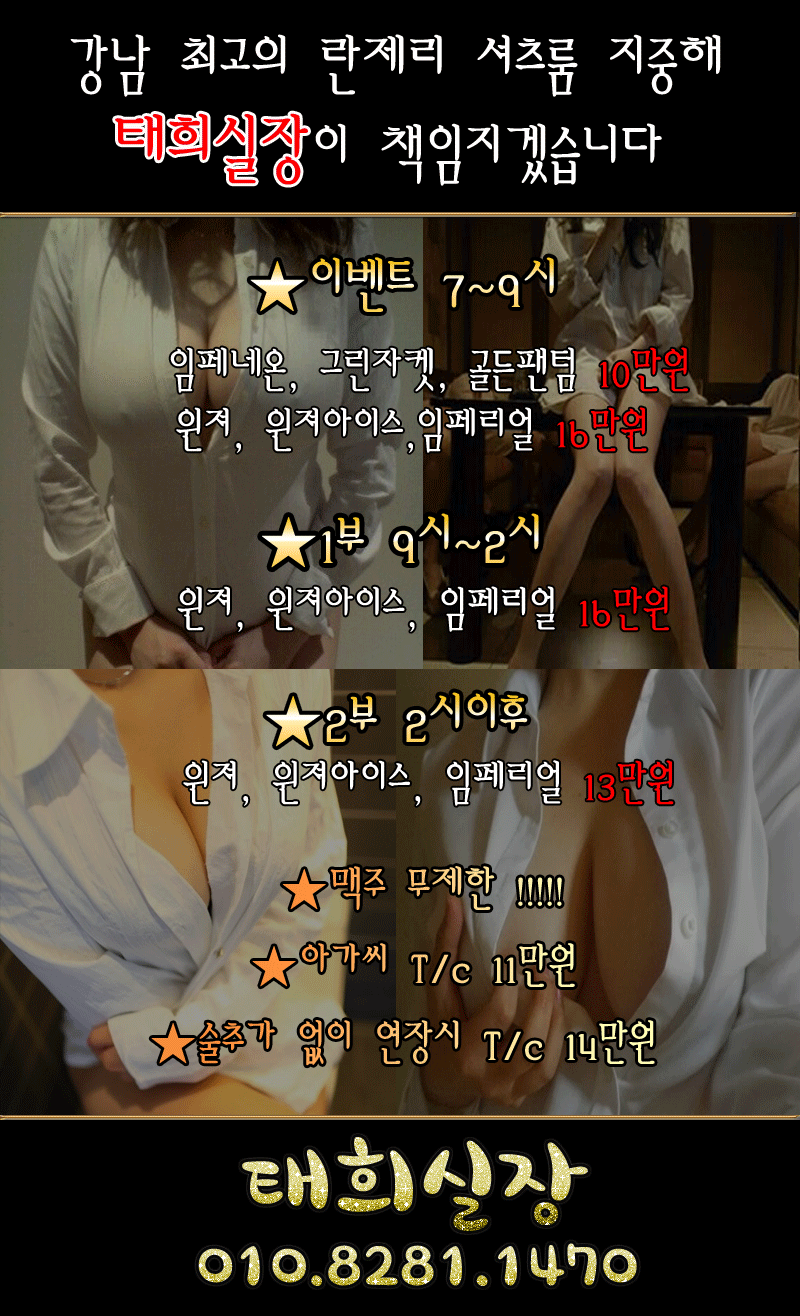 강남 최고의 란제리 셔츠룸 지중해
태희실장이 책임지겠습니다
★이벤트 7~9시
임페네온, 그린자켓, 골든팬텀 10만원
윈져, 윈져아이스,임페리얼 16만원
★1부 9시~2시
윈져, 윈져아이스, 임페리얼 16만원
★2부 2시이후
윈져, 윈져아이스, 임페리얼 13만원
★맥주 무제한 !!!!!
★아가씨 T/c 11만원
★술추가 없이 연장시 T/c 14만원
태희실장
010.8281.1470